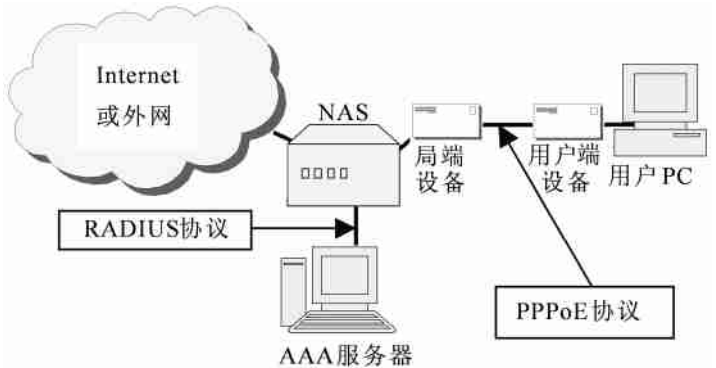 Internet
或外网
NAS
局端
设备
用户端
设备
用户 PC
RADIUS协议
PPPoE协议
AAA服务器